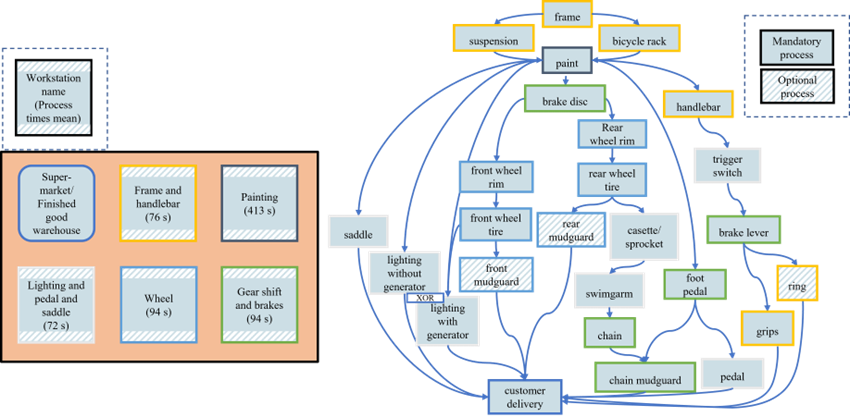 Workstation
name
(Process
times mean)
Super-
market/
Finished
good
warehouse
Frame and
handlebar
(76 s)
Painting
(413 s)
Lighting and
pedal and
saddle
(72 s)
Wheel
(94 s)
Gear shift
and brakes
(94 s)
frame
suspension
bicycle rack
paint
brake disc
handlebar
Rear
wheel rim
trigger
switch
front wheel
rim
rear wheel
tire
saddle
front wheel
tire
rear
mudguard
casette/
sprocket
brake lever
lighting
without
generator
front
mudguard
swimgarm
foot
pedal
ring
XOR
lighting
with
generator
chain
grips
chain mudguard
pedal
customer
delivery
Mandatory
process
Optional
process